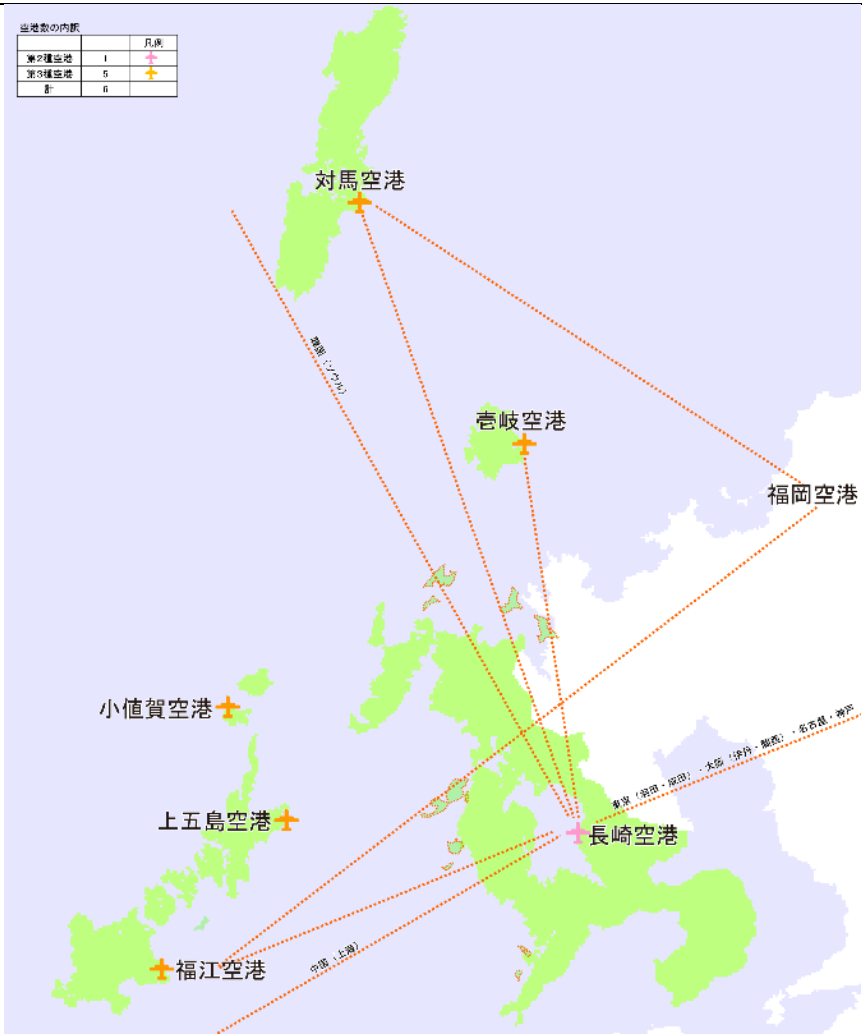 空港数の内訳
凡例
第2種空港 1
第3種空港 5
計 6
対馬空港
韓国（ソウル）
壱岐空港
福岡空港
小値賀空港
東京（羽田・成田）・大阪（伊丹・関西）・名古屋・神戸
上五島空港
長崎空港
福江空港
中国（上海）